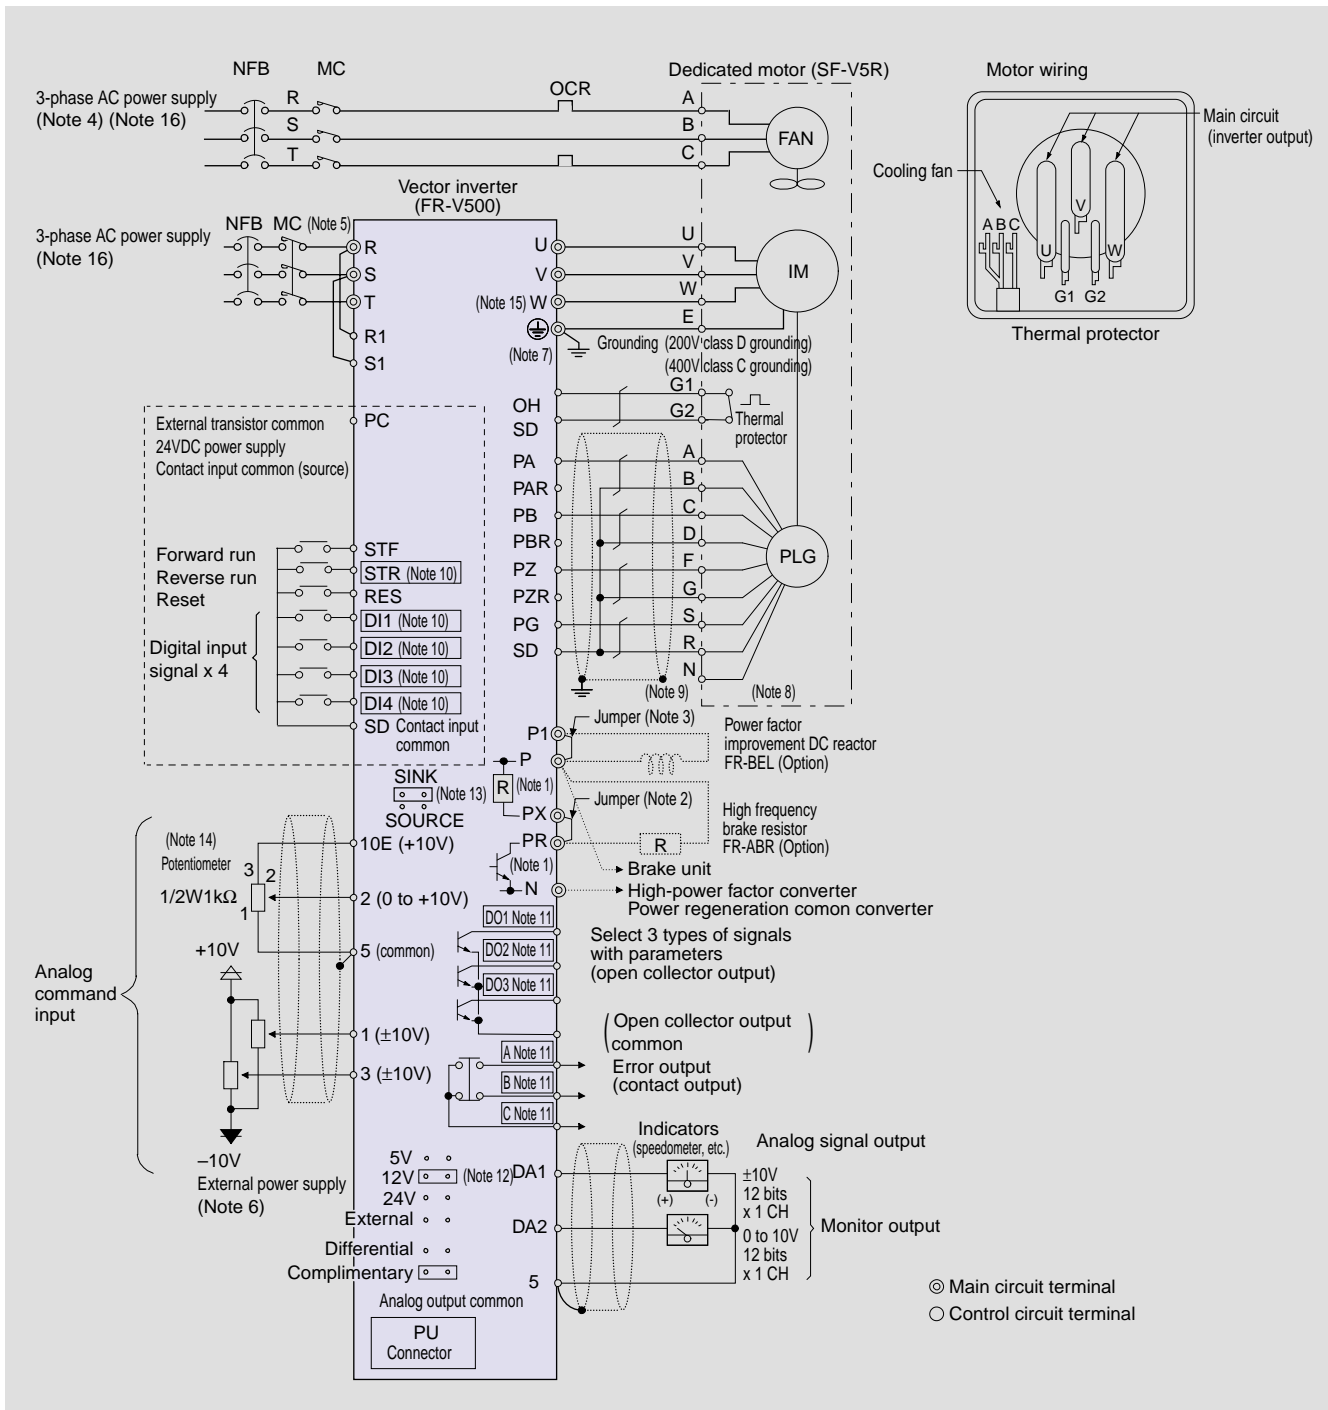 NFB MC
Dedicated motor (SF-V5R)
Motor wiring
3-phase AC power supply
(Note 4) (Note 16)
R
S
T
OCR
A
B
C
FAN
Main circuit
(inverter output)
Cooling fan
A B C
U
V
W
G1 G2
Thermal protector
Vector inverter
(FR-V500)
NFB MC (Note 5)
3-phase AC power supply
(Note 16)
R
S
T
R1
S1
U
V
(Note 15) W
(Note 7)
U
V
W
E
IM
Grounding (200V class D grounding)
(400V class C grounding)
OH
SD
G1
G2
Thermal
protector
External transistor common
24VDC power supply
Contact input common (source)
PC
PA
PAR
PB
PBR
PZ
PZR
PG
SD
A
B
C
D
F
G
S
R
N
PLG
(Note 9)
(Note 8)
Forward run
Reverse run
Reset
Digital input
signal x 4
STF
STR (Note 10)
RES
DI1 (Note 10)
DI2 (Note 10)
DI3 (Note 10)
DI4 (Note 10)
SD Contact input
common
P1
P
R
(Note 1)
PX
PR
(Note 1)
N
Jumper (Note 3)
Power factor
improvement DC reactor
FR-BEL (Option)
Jumper (Note 2)
High frequency
brake resistor
FR-ABR (Option)
R
Brake unit
High-power factor converter
Power regeneration comon converter
SINK
(Note 13)
SOURCE
(Note 14)
Potentiometer
3
2
1/2W1kΩ
1
10E (+10V)
2 (0 to +10V)
5 (common)
+10V
Analog
command
input
1 (±10V)
3 (±10V)
–10V
External power supply
(Note 6)
DO1 Note 11
DO2 Note 11
DO3 Note 11
Select 3 types of signals
with parameters
(open collector output)
(Open collector output
common)
A Note 11
B Note 11
C Note 11
Error output
(contact output)
Indicators
(speedometer, etc.)
Analog signal output
5V
12V
(Note 12)
24V
External
Differential
Complimentary
DA1
DA2
5
(+) (-)
±10V
12 bits
x 1 CH
0 to 10V
12 bits
x 1 CH
Monitor output
Analog output common
PU
Connector
Main circuit terminal
Control circuit terminal